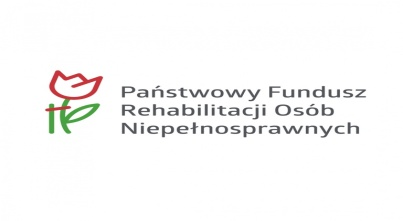 Państwowy Fundusz
Rehabilitacji Osób
Niepełnosprawnych